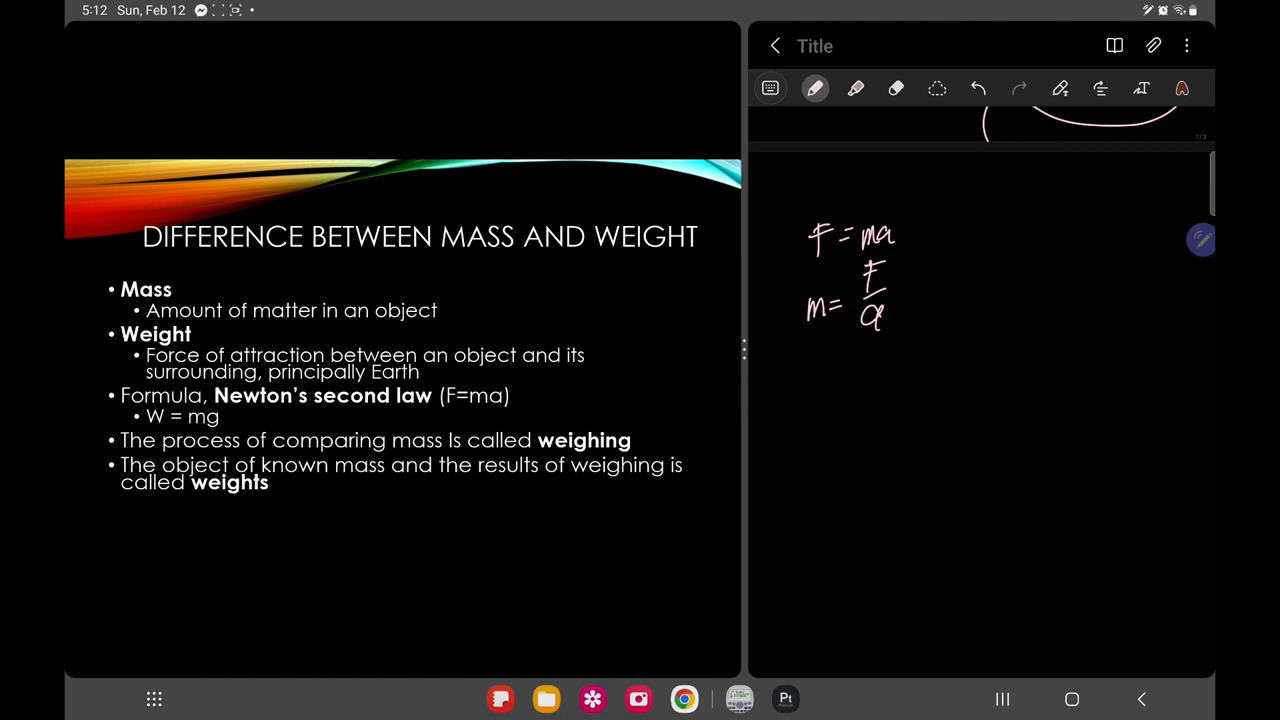 5:12 Sun, Feb 12
DIFFERENCE BETWEEN MASS AND WEIGHT
• Mass
• Amount of matter in an object
• Weight
• Force of attraction between an object and its
surrounding, principally Earth
• Formula, Newton's second law (F=ma)
• W = mg
• The process of comparing mass Is called weighing
• The object of known mass and the results of weighing is
called weights
Title
1/3
F = ma
m = F/a
Pt